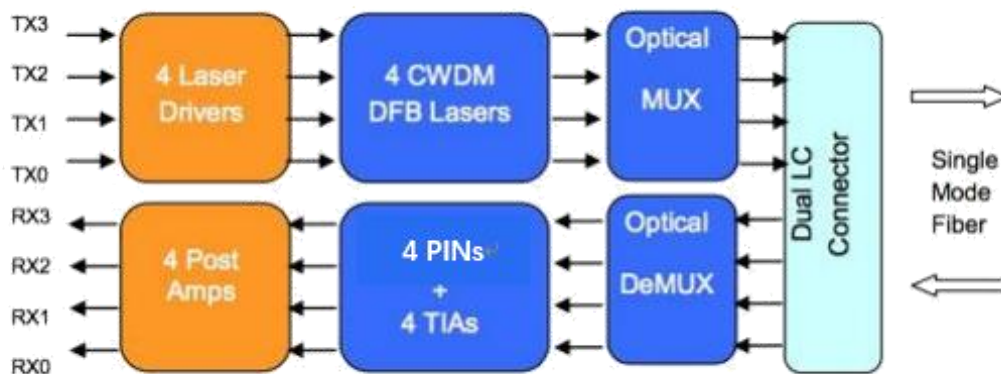 TX3
TX2
TX1
TX0
4 Laser
Drivers
4 CWDM
DFB Lasers
Optical
MUX
RX3
RX2
RX1
RX0
4 Post
Amps
4 PINs↵
+
4 TIAs
Optical
DeMUX
Dual LC
Connector
Single
Mode
Fiber